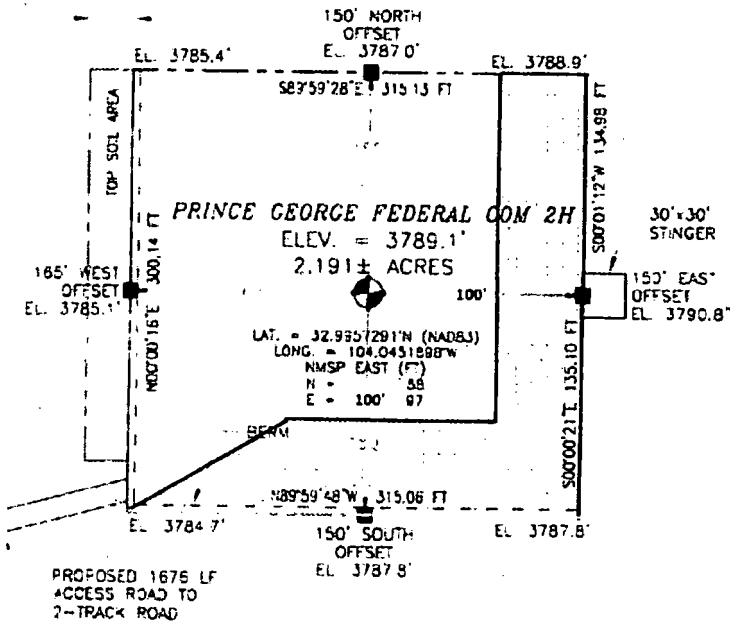 150' NORTH
OFFSET
EL. 3787.0'
EL. 3785.4'
EL. 3788.9'
S89°59'28"E 315.13 FT
TOP SOIL AREA
N00°00'16"E 300.14 FT
S00°01'12"W 134.98 FT
PRINCE GEORGE FEDERAL COM 2H
ELEV. = 3789.1'
2.191± ACRES
30'x30'
STINGER
165' WEST
OFFSET
EL. 3785.1'
100'
150' EAST
OFFSET
EL. 3790.8'
LAT. = 32.9957291°N (NAD83)
LONG. = 104.0451898°W
NMSP EAST (FT)
N = 58
E = 100' 97
S00°00'21"E 135.10 FT
BERM
N89°59'48"W 315.06 FT
EL. 3784.7'
EL. 3787.8'
150' SOUTH
OFFSET
EL. 3787.8'
PROPOSED 1675 LF
ACCESS ROAD TO
2-TRACK ROAD